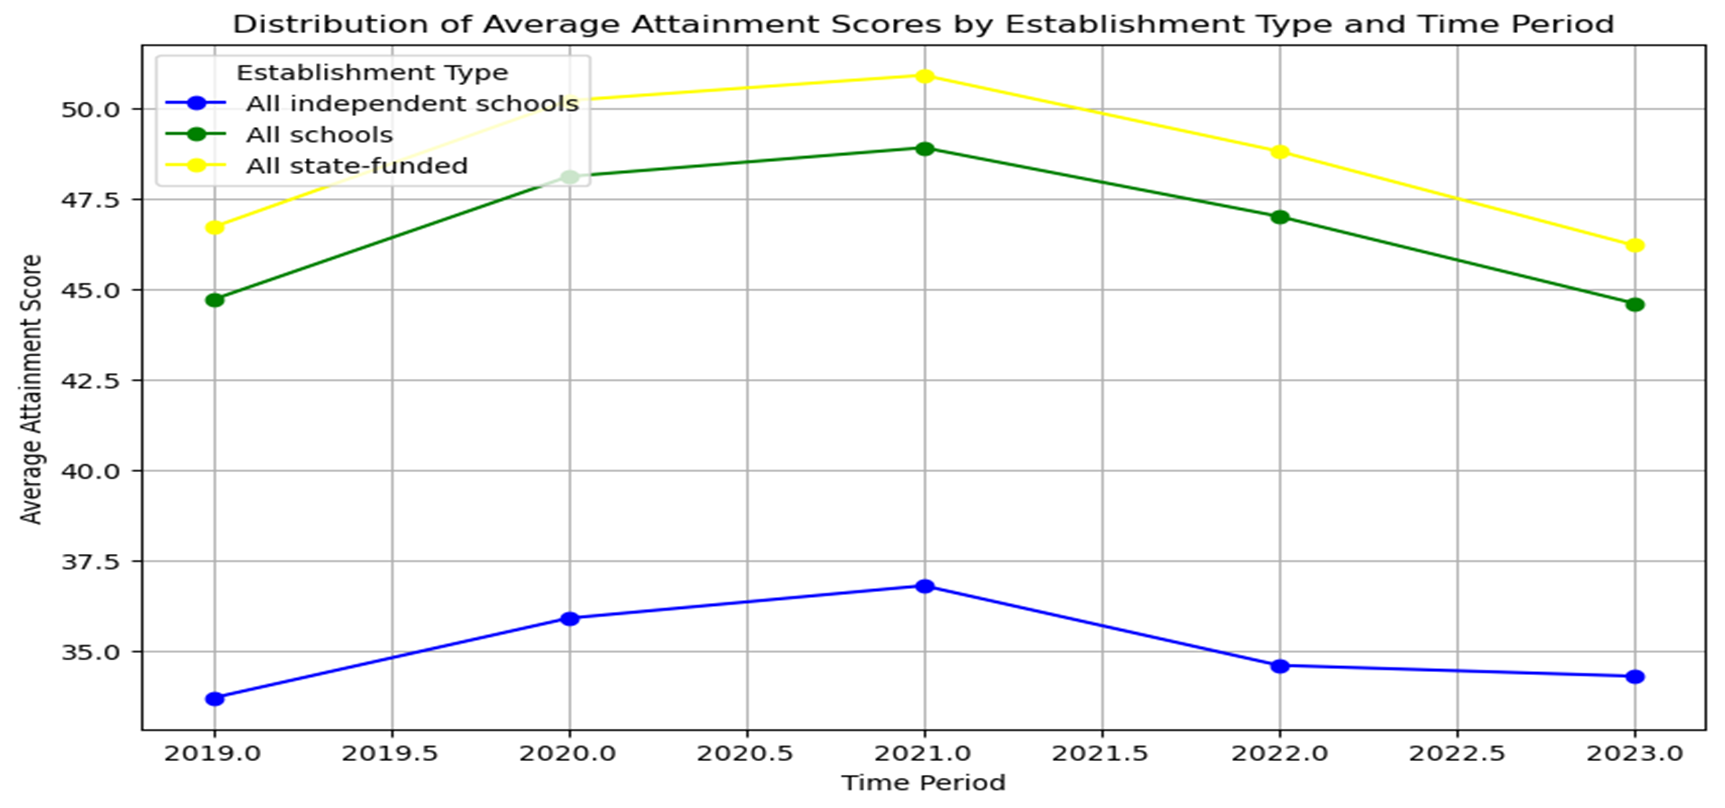 Distribution of Average Attainment Scores by Establishment Type and Time Period
Establishment Type
All independent schools
All schools
All state-funded
50.0
47.5
45.0
42.5
40.0
37.5
35.0
Average Attainment Score
2019.0 2019.5 2020.0 2020.5 2021.0 2021.5 2022.0 2022.5 2023.0
Time Period